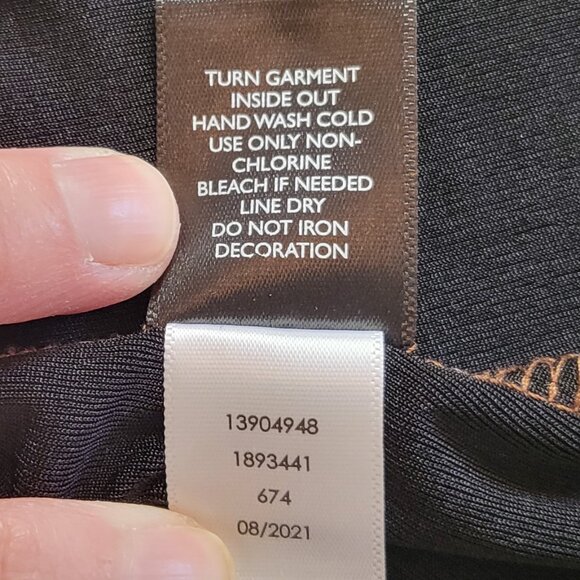 TURN GARMENT
INSIDE OUT
HAND WASH COLD
USE ONLY NON-
CHLORINE
BLEACH IF NEEDED
LINE DRY
DO NOT IRON
DECORATION
13904948
1893441
674
08/2021